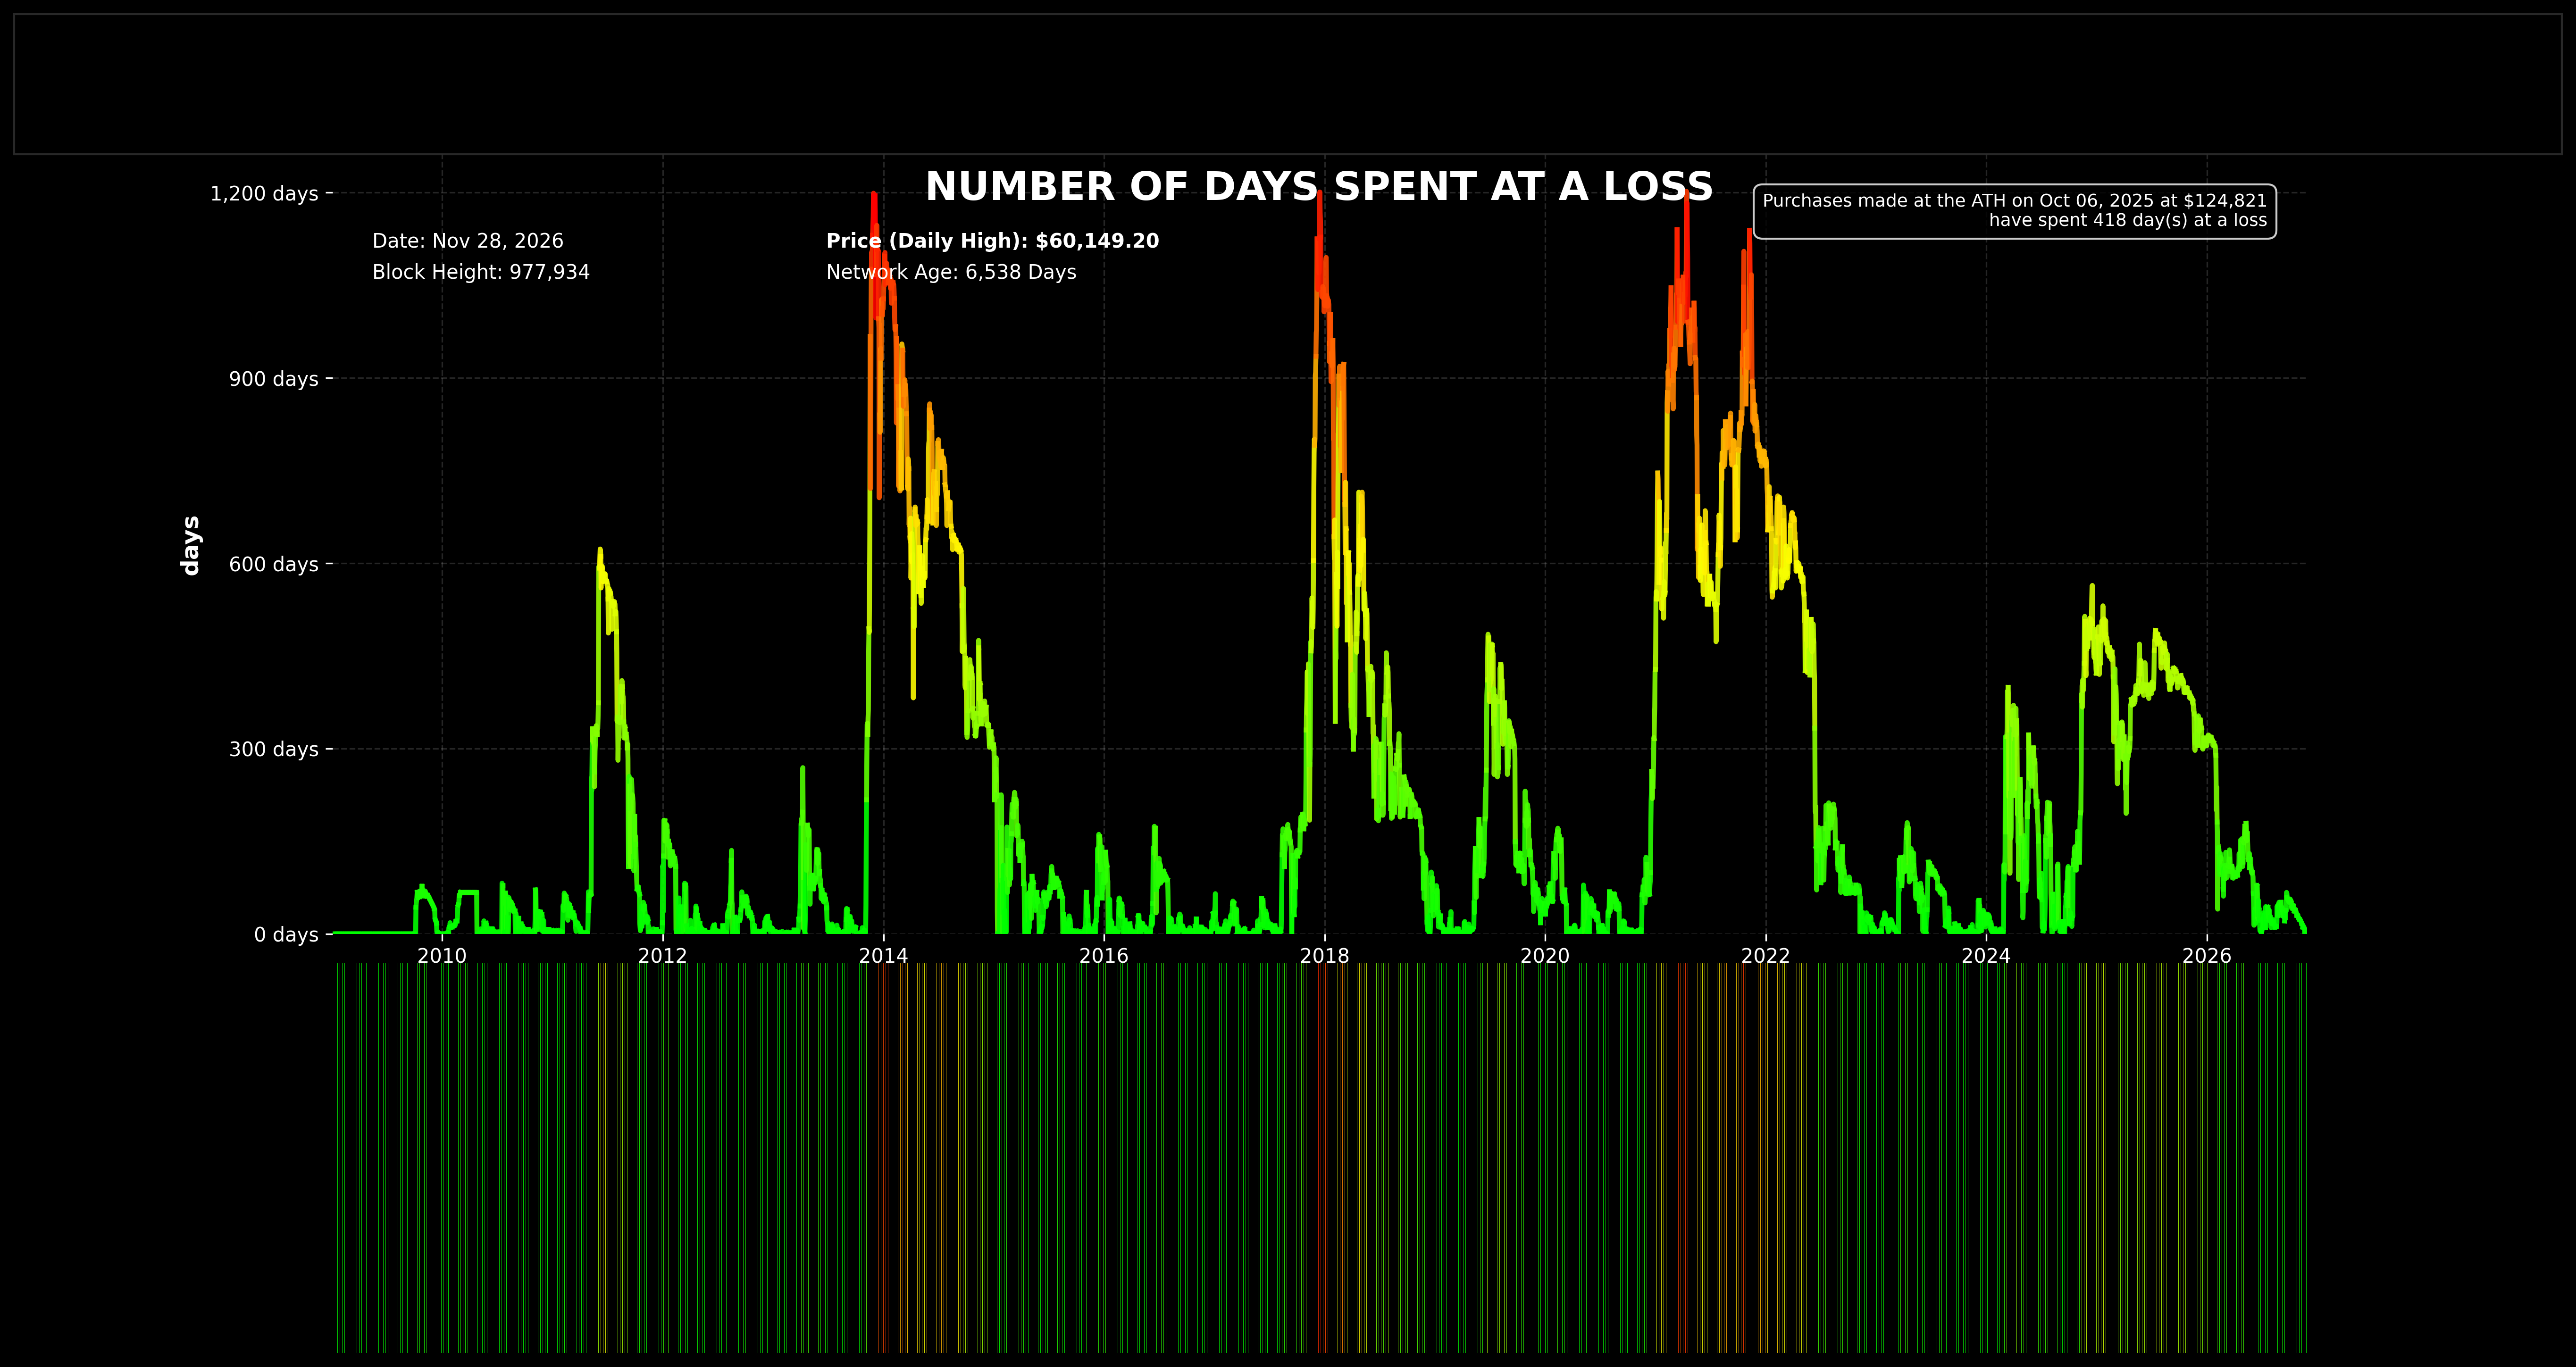 NUMBER OF DAYS SPENT AT A LOSS
Purchases made at the ATH on Oct 06, 2025 at $124,821
have spent 418 day(s) at a loss
Date: Nov 28, 2026
Price (Daily High): $60,149.20
Block Height: 977,934
Network Age: 6,538 Days
days
1,200 days
900 days
600 days
300 days
0 days
2010 2012 2014 2016 2018 2020 2022 2024 2026